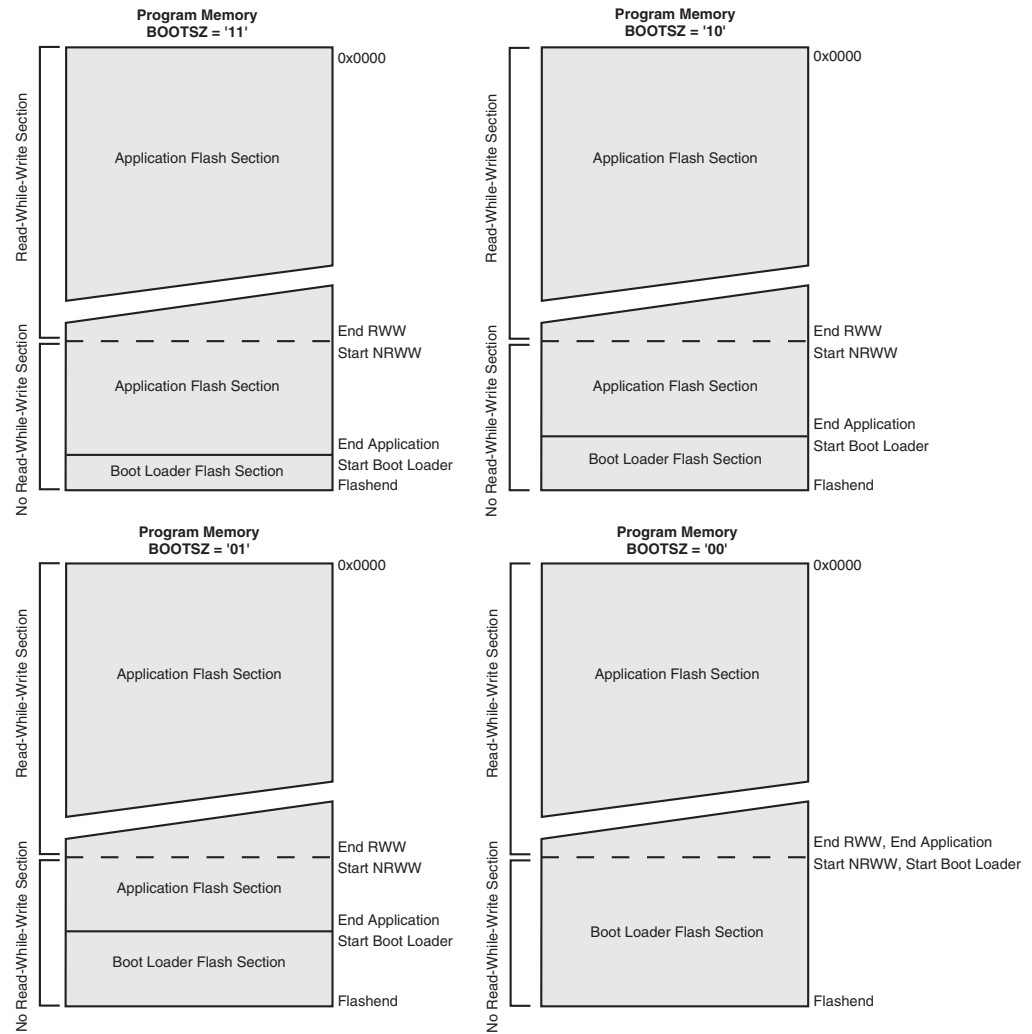 Program Memory
BOOTSZ = '11'
0x0000
Read-While-Write Section
Application Flash Section
End RWW
Start NRWW
No Read-While-Write Section
Application Flash Section
End Application
Start Boot Loader
Boot Loader Flash Section
Flashend
Program Memory
BOOTSZ = '10'
0x0000
Read-While-Write Section
Application Flash Section
End RWW
Start NRWW
No Read-While-Write Section
Application Flash Section
End Application
Start Boot Loader
Boot Loader Flash Section
Flashend
Program Memory
BOOTSZ = '01'
0x0000
Read-While-Write Section
Application Flash Section
End RWW
Start NRWW
No Read-While-Write Section
Application Flash Section
End Application
Start Boot Loader
Boot Loader Flash Section
Flashend
Program Memory
BOOTSZ = '00'
0x0000
Read-While-Write Section
Application Flash Section
End RWW, End Application
Start NRWW, Start Boot Loader
No Read-While-Write Section
Boot Loader Flash Section
Flashend